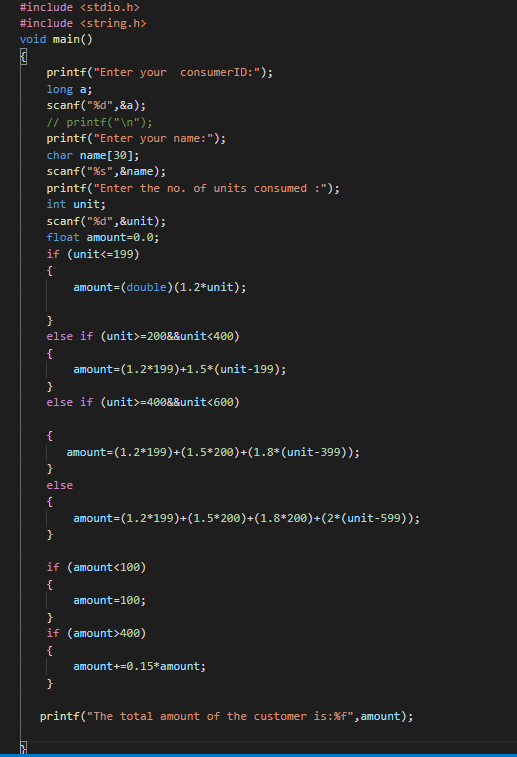 #include <stdio.h>
#include <string.h>
void main()
{
printf("Enter your  consumerID:");
long a;
scanf("%d",&a);
// printf("\n");
printf("Enter your name:");
char name[30];
scanf("%s",&name);
printf("Enter the no. of units consumed :");
int unit;
scanf("%d",&unit);
float amount=0.0;
if (unit<=199)
{
amount=(double)(1.2*unit);
}
else if (unit>=200&&unit<400)
{
amount=(1.2*199)+1.5*(unit-199);
}
else if (unit>=400&&unit<600)
{
amount=(1.2*199)+(1.5*200)+(1.8*(unit-399));
}
else
{
amount=(1.2*199)+(1.5*200)+(1.8*200)+(2*(unit-599));
}
if (amount<100)
{
amount=100;
}
if (amount>400)
{
amount+=0.15*amount;
}
printf("The total amount of the customer is:%f",amount);
}